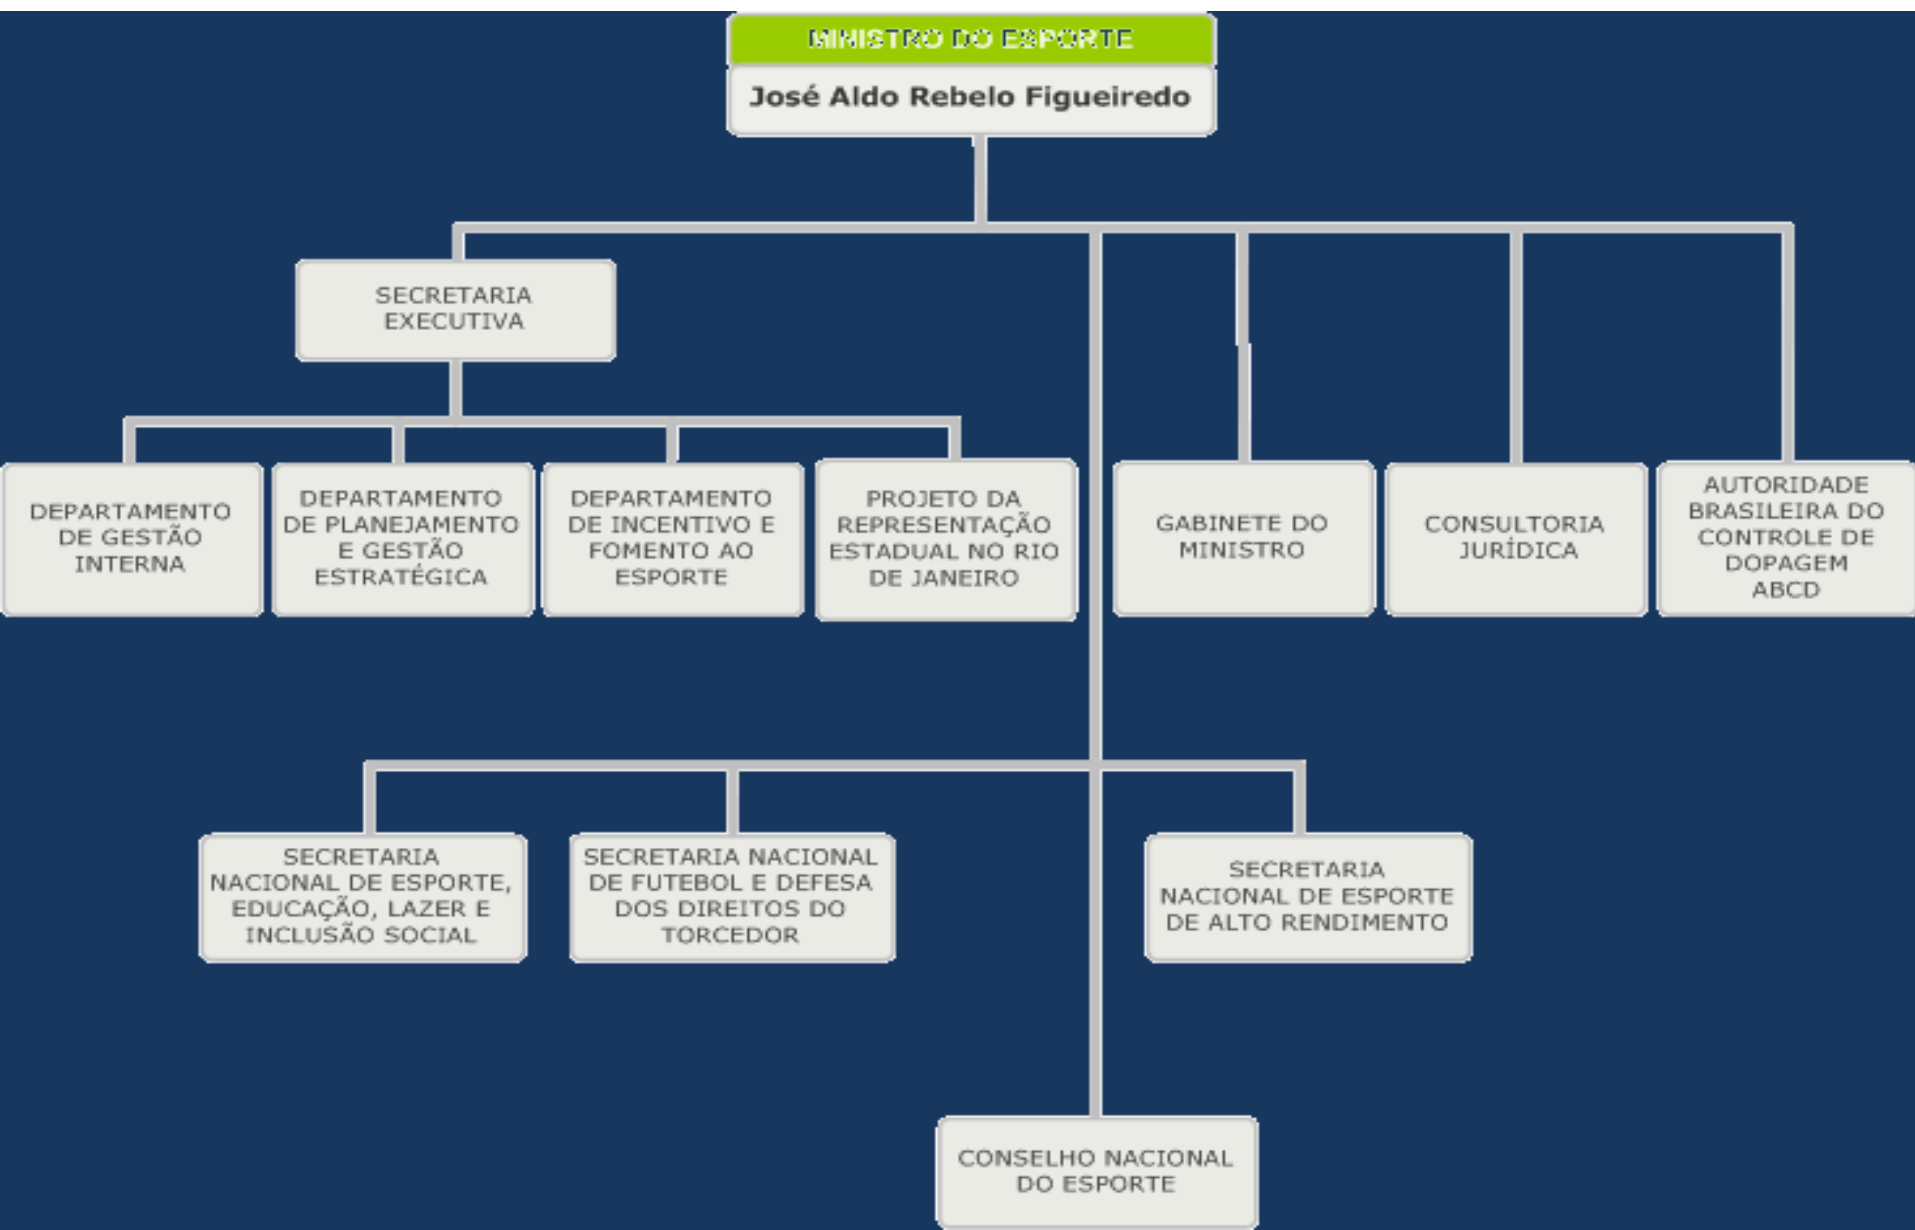 MINISTRO DO ESPORTE
José Aldo Rebelo Figueiredo
SECRETARIA
EXECUTIVA
DEPARTAMENTO
DE GESTÃO
INTERNA
DEPARTAMENTO
DE PLANEJAMENTO
E GESTÃO
ESTRATÉGICA
DEPARTAMENTO
DE INCENTIVO E
FOMENTO AO
ESPORTE
PROJETO DA
REPRESENTAÇÃO
ESTADUAL NO RIO
DE JANEIRO
GABINETE DO
MINISTRO
CONSULTORIA
JURÍDICA
AUTORIDADE
BRASILEIRA DO
CONTROLE DE
DOPAGEM
ABCD
SECRETARIA
NACIONAL DE ESPORTE,
EDUCAÇÃO, LAZER E
INCLUSÃO SOCIAL
SECRETARIA NACIONAL
DE FUTEBOL E DEFESA
DOS DIREITOS DO
TORCEDOR
SECRETARIA
NACIONAL DE ESPORTE
DE ALTO RENDIMENTO
CONSELHO NACIONAL
DO ESPORTE